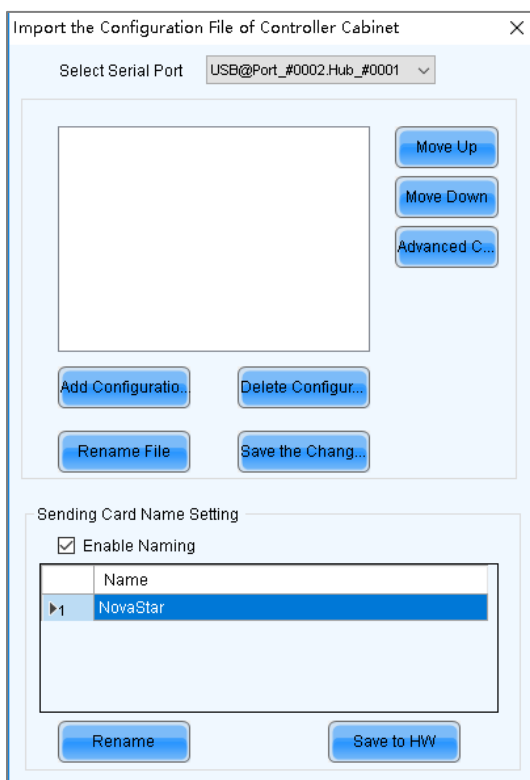 Import the Configuration File of Controller Cabinet
Select Serial Port USB@Port_#0002.Hub_#0001
Move Up
Move Down
Advanced C...
Add Configuratio... Delete Configur...
Rename File Save the Chang...
Sending Card Name Setting
Enable Naming
Name
1 NovaStar
Rename Save to HW